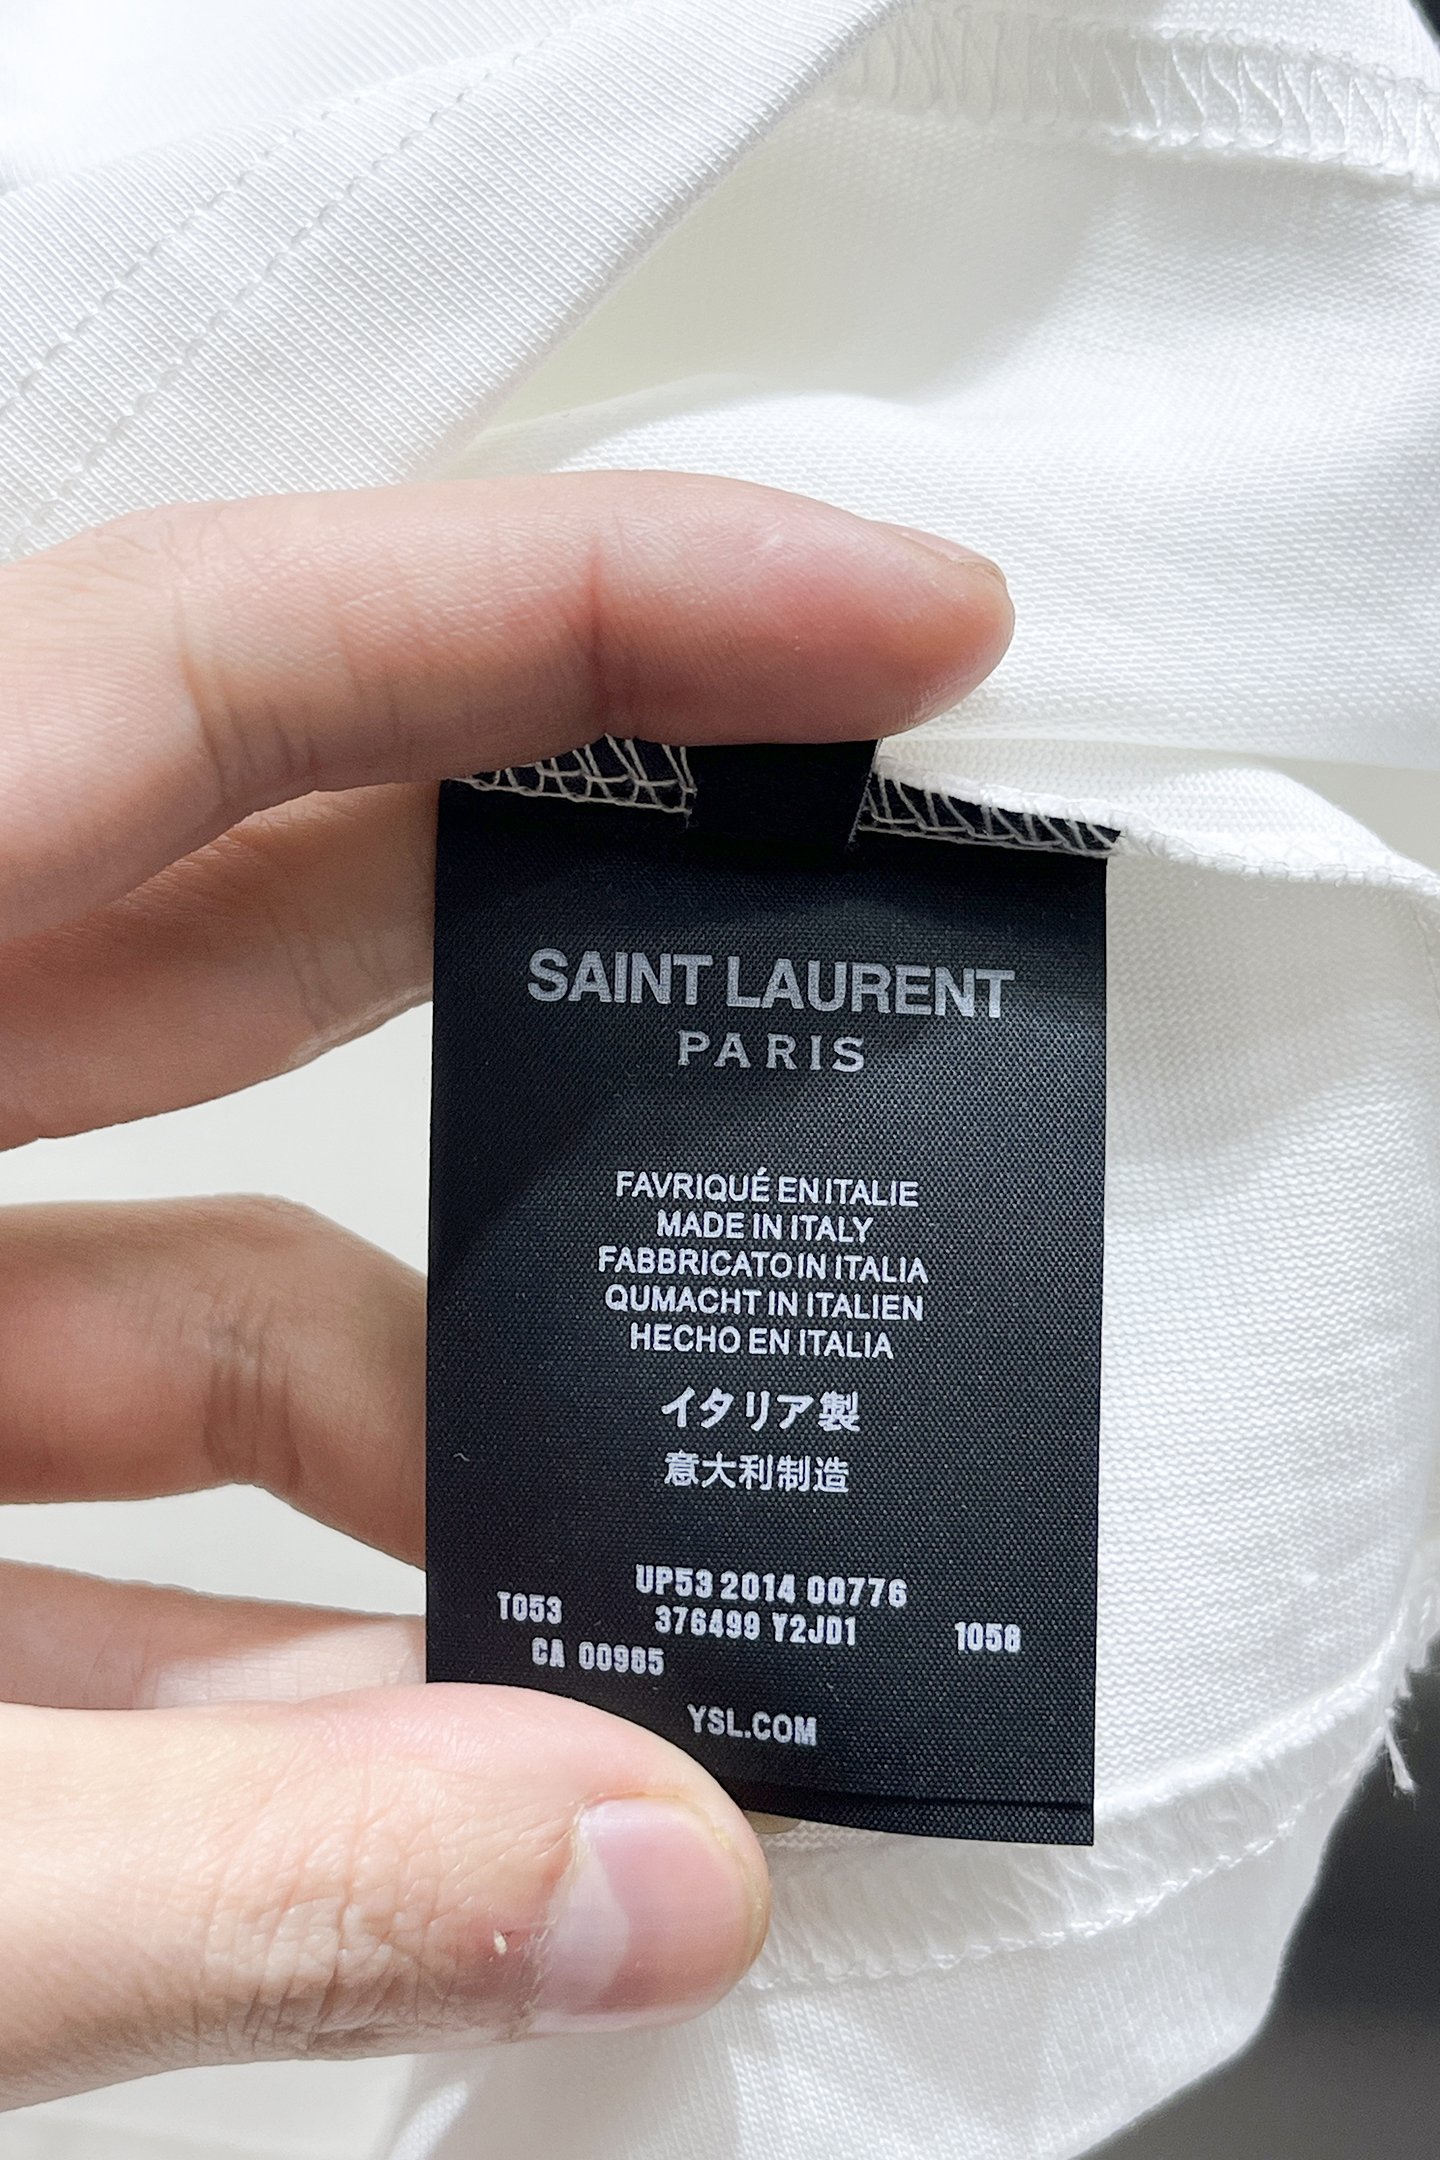 SAINT LAURENT
PARIS
FAVRIQUÉ EN ITALIE
MADE IN ITALY
FABBRICATO IN ITALIA
QUMACHT IN ITALIEN
HECHO EN ITALIA
イタリア製
意大利制造
UP53 2014 00776
T053 376499 Y2JD1 1058
CA 00985
YSL.COM